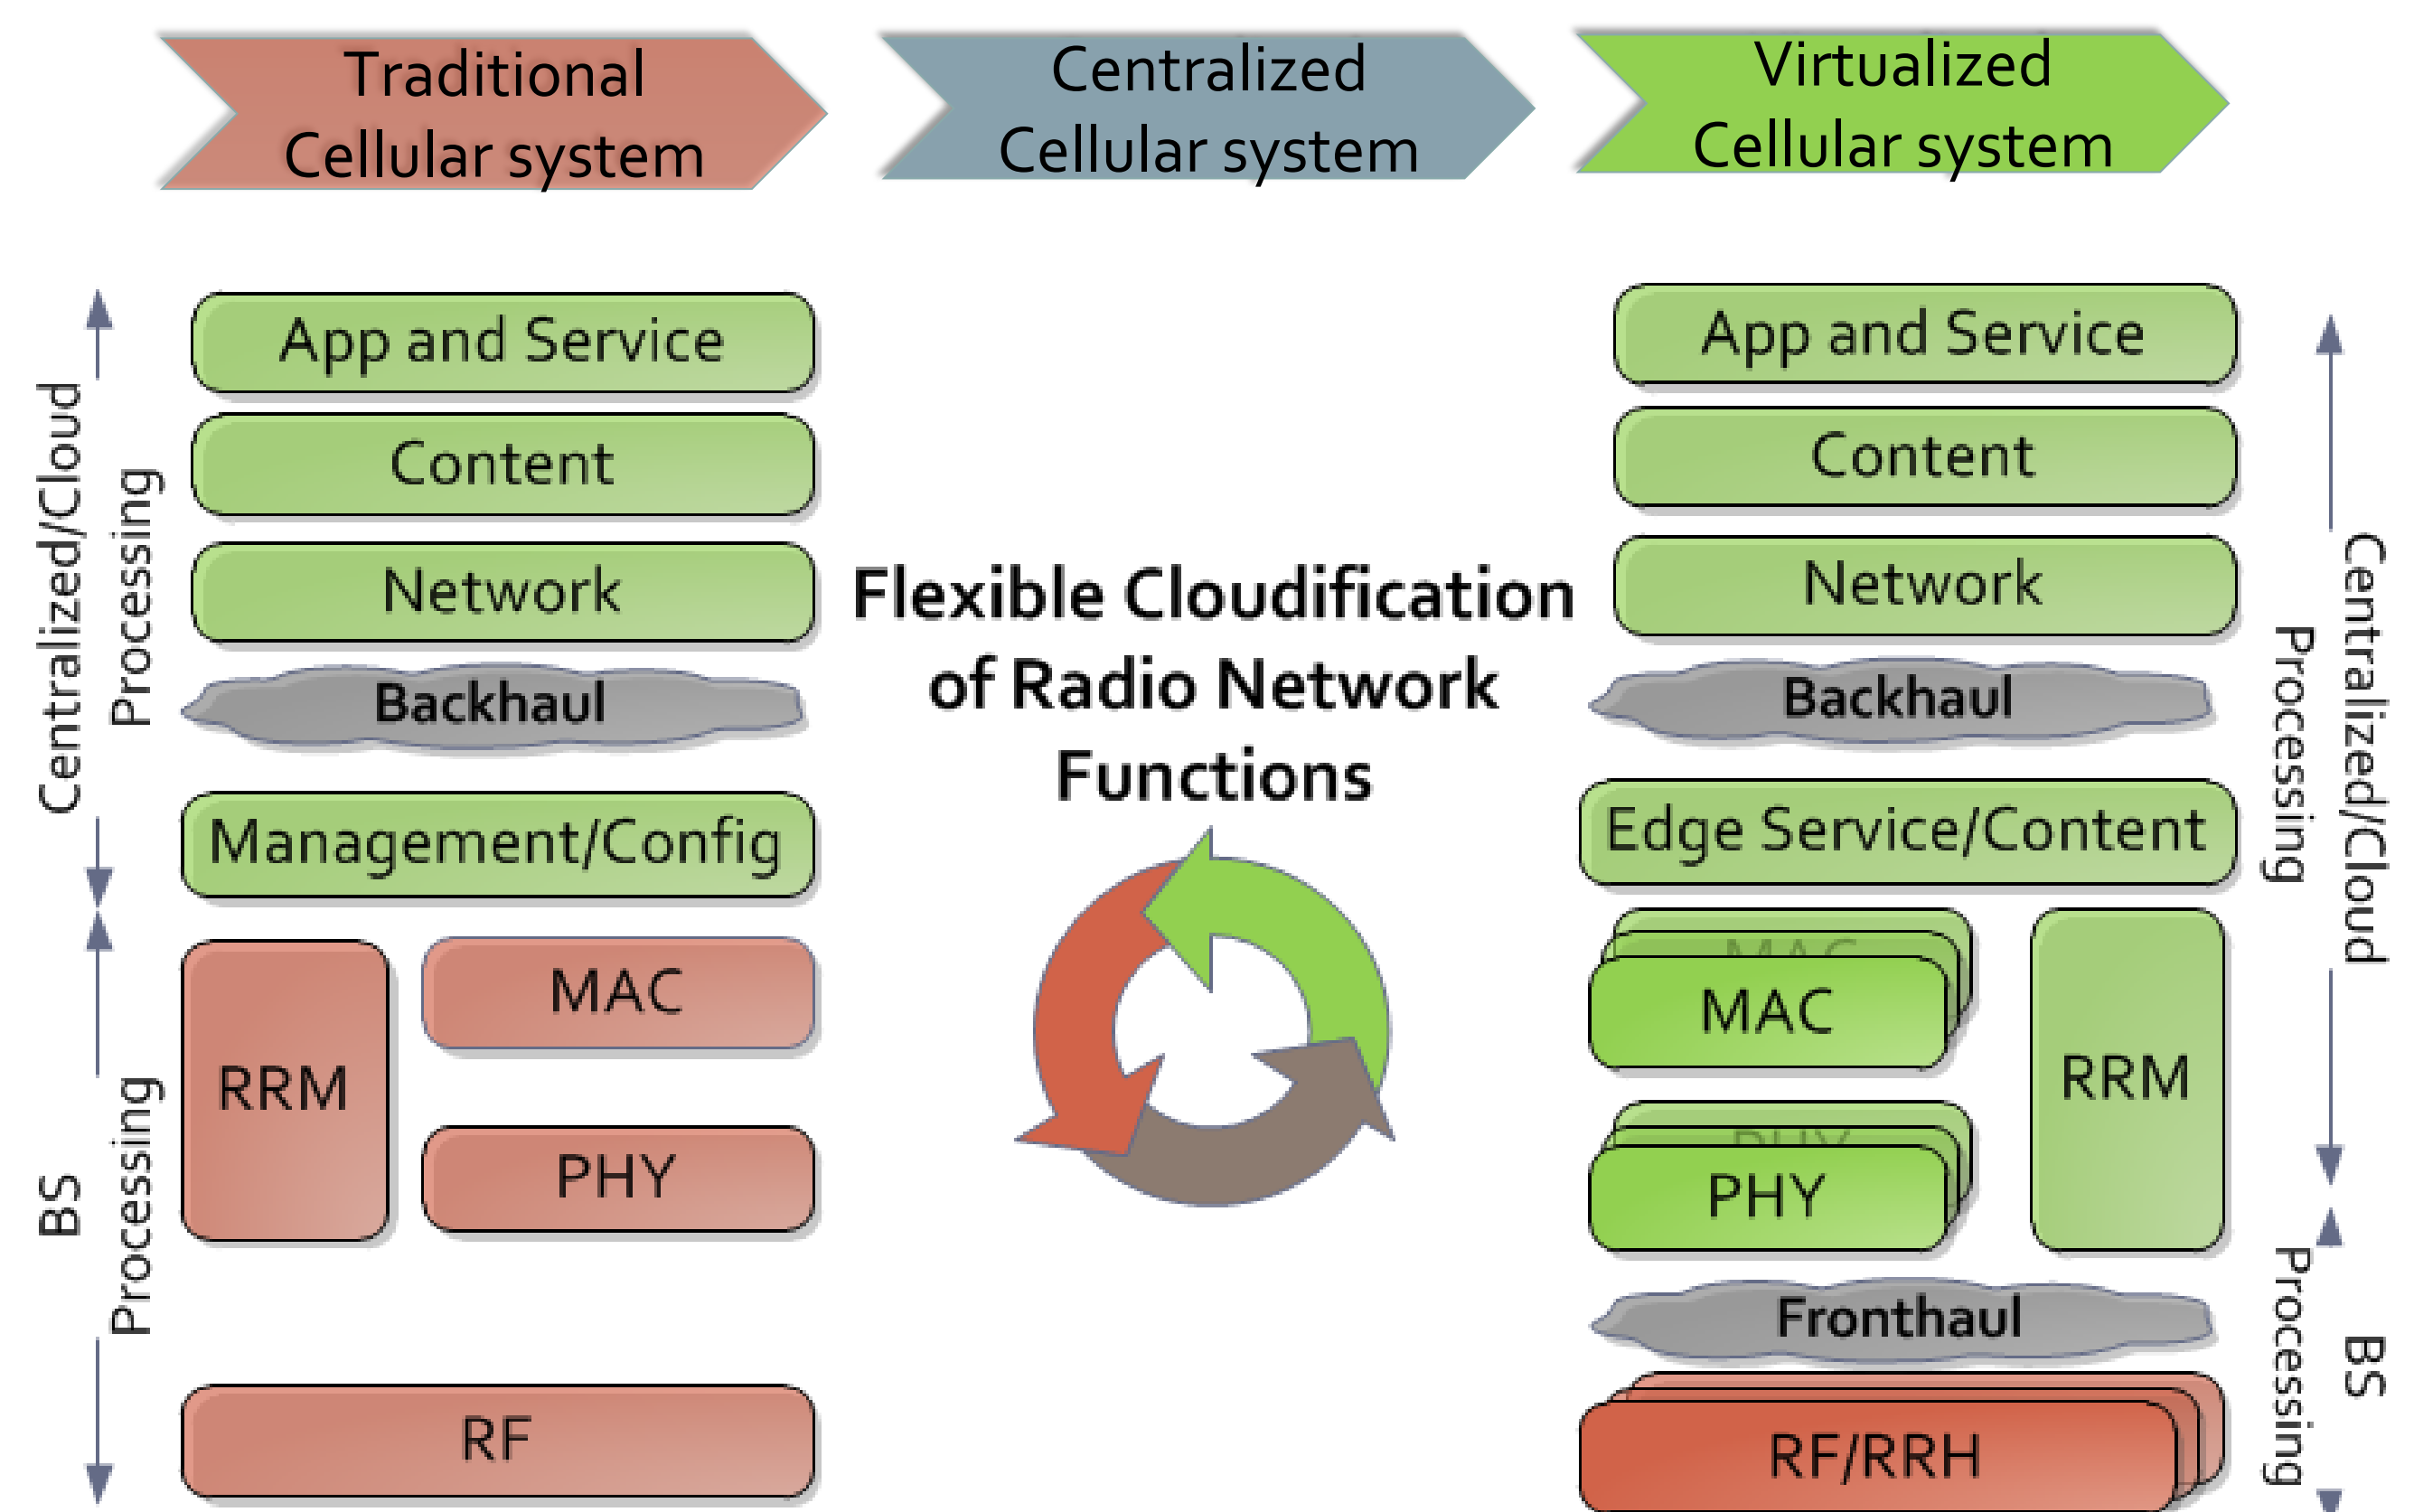 Traditional
Cellular system
Centralized
Cellular system
Virtualized
Cellular system
Centralized/Cloud
Processing
App and Service
Content
Network
Backhaul
Management/Config
BS
Processing
RRM
MAC
PHY
RF
Flexible Cloudification
of Radio Network
Functions
App and Service
Content
Network
Backhaul
Edge Service/Content
MAC
MAC
RRM
PHY
PHY
Fronthaul
RF/RRH
Centralized/Cloud
Processing
BS
Processing